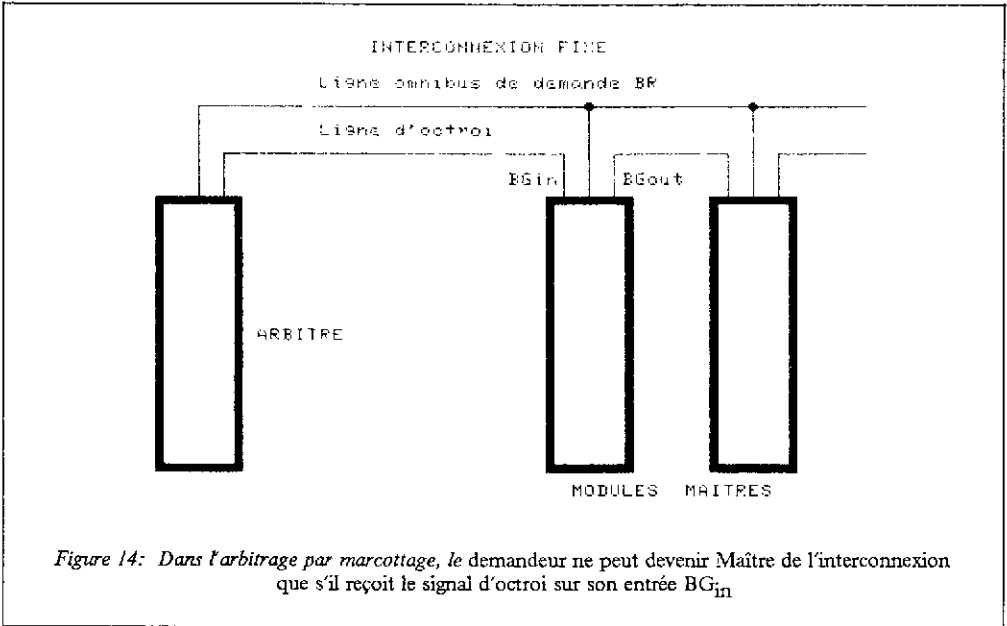 INTERCONNEXION FINE
Ligne omnibus de demande BR
Ligne d'octroi
BGin
BGout
ARBITRE
MODULES MAITRES
Figure 14: Dans l'arbitrage par marcottage, le demandeur ne peut devenir Maître de l'interconnexion
que s'il reçoit le signal d'octroi sur son entrée BGin